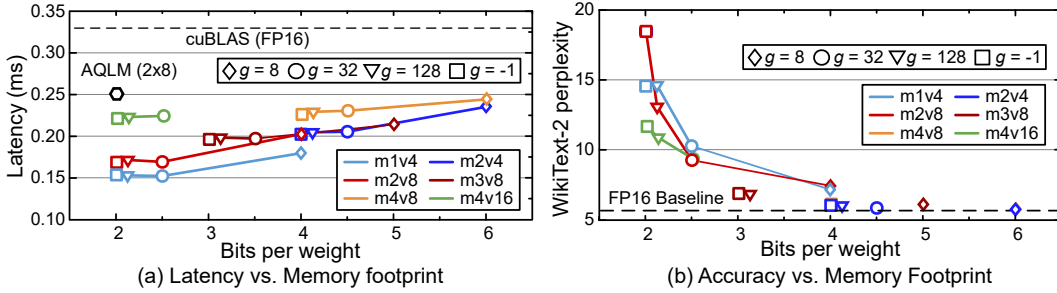 0.35
0.30
0.25
0.20
0.15
0.10
Latency (ms)
cuBLAS (FP16)
AQLM (2x8)
g = 8 g = 32 g = 128 g = -1
m1v4 m2v4
m2v8 m3v8
m4v8 m4v16
2 3 4 5 6
Bits per weight
(a) Latency vs. Memory footprint
20
15
10
5
WikiText-2 perplexity
g = 8 g = 32 g = 128 g = -1
m1v4 m2v4
m2v8 m3v8
m4v8 m4v16
FP16 Baseline
2 3 4 5 6
Bits per weight
(b) Accuracy vs. Memory Footprint